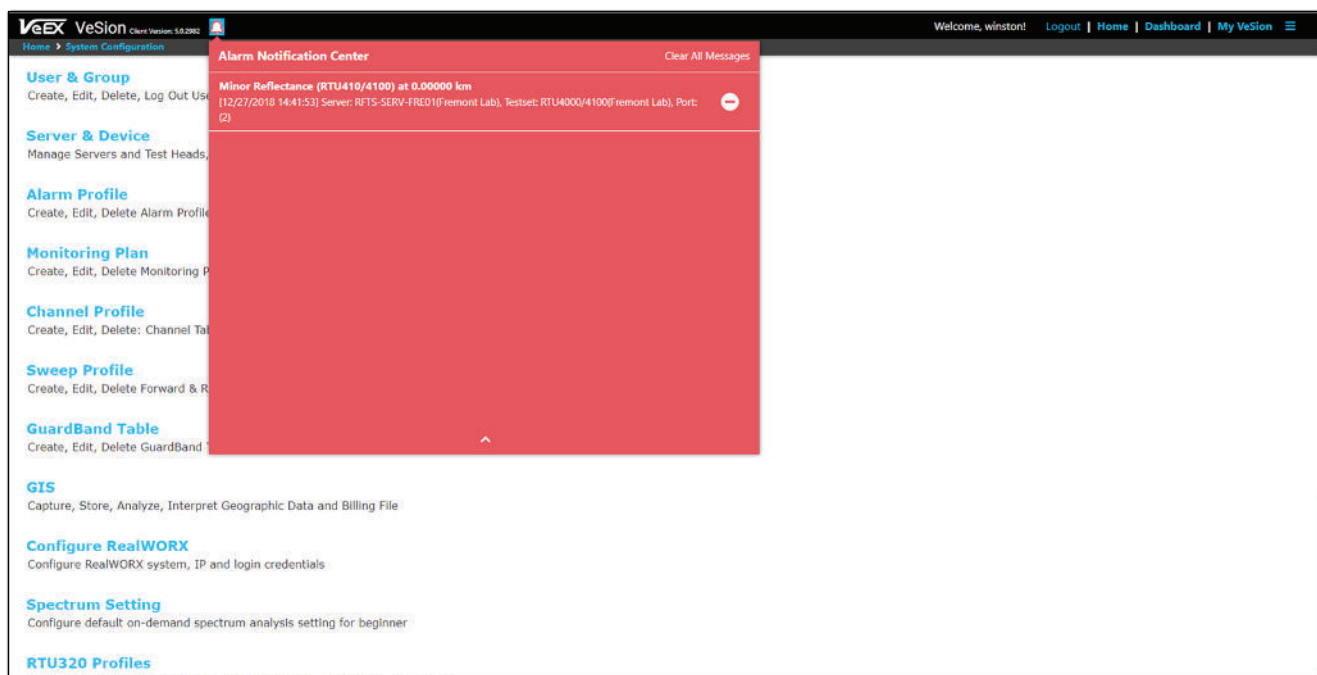 VeEX VeSion Client Version: 5.0.2982
Welcome, winston! Logout | Home | Dashboard | My VeSion
Home > System Configuration
Alarm Notification Center
Clear All Messages
Minor Reflectance (RTU410/4100) at 0.00000 km
[12/27/2018 14:41:53] Server: RFTS-SERV-FRE01(Fremont Lab), Testset: RTU4000/4100(Fremont Lab), Port:
(2)
User & Group
Create, Edit, Delete, Log Out Use
Server & Device
Manage Servers and Test Heads,
Alarm Profile
Create, Edit, Delete Alarm Profile
Monitoring Plan
Create, Edit, Delete Monitoring P
Channel Profile
Create, Edit, Delete: Channel Tal
Sweep Profile
Create, Edit, Delete Forward & R
GuardBand Table
Create, Edit, Delete GuardBand
GIS
Capture, Store, Analyze, Interpret Geographic Data and Billing File
Configure RealWORX
Configure RealWORX system, IP and login credentials
Spectrum Setting
Configure default on-demand spectrum analysis setting for beginner
RTU320 Profiles